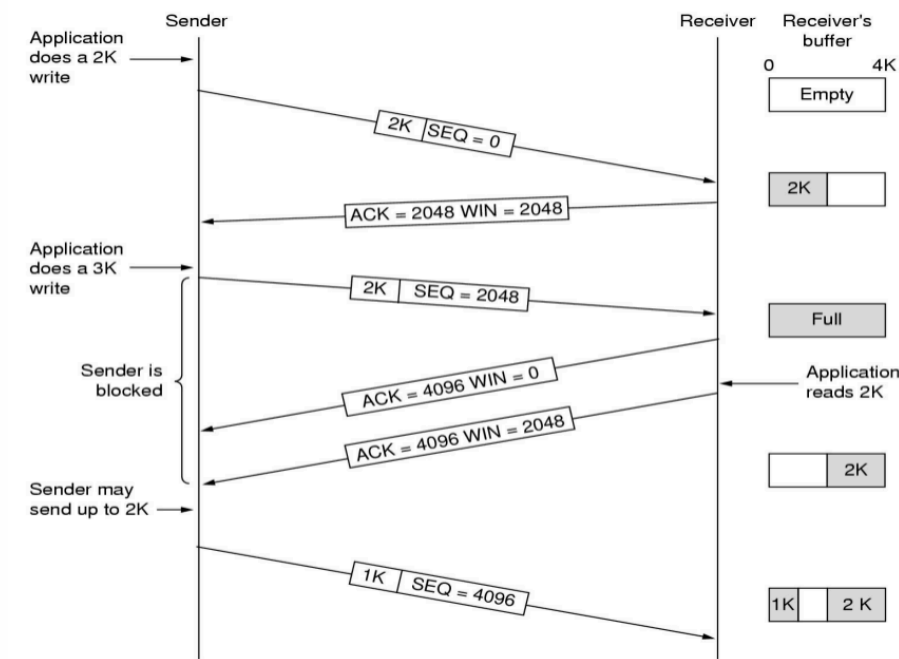 Sender
Receiver
Receiver's
buffer
Application
does a 2K
write
0
4K
Empty
2K
SEQ = 0
2K
ACK = 2048 WIN = 2048
Application
does a 3K
write
2K
SEQ = 2048
Full
Sender is
blocked
ACK = 4096 WIN = 0
Application
reads 2K
ACK = 4096 WIN = 2048
2K
Sender may
send up to 2K
1K
SEQ = 4096
1K
2 K